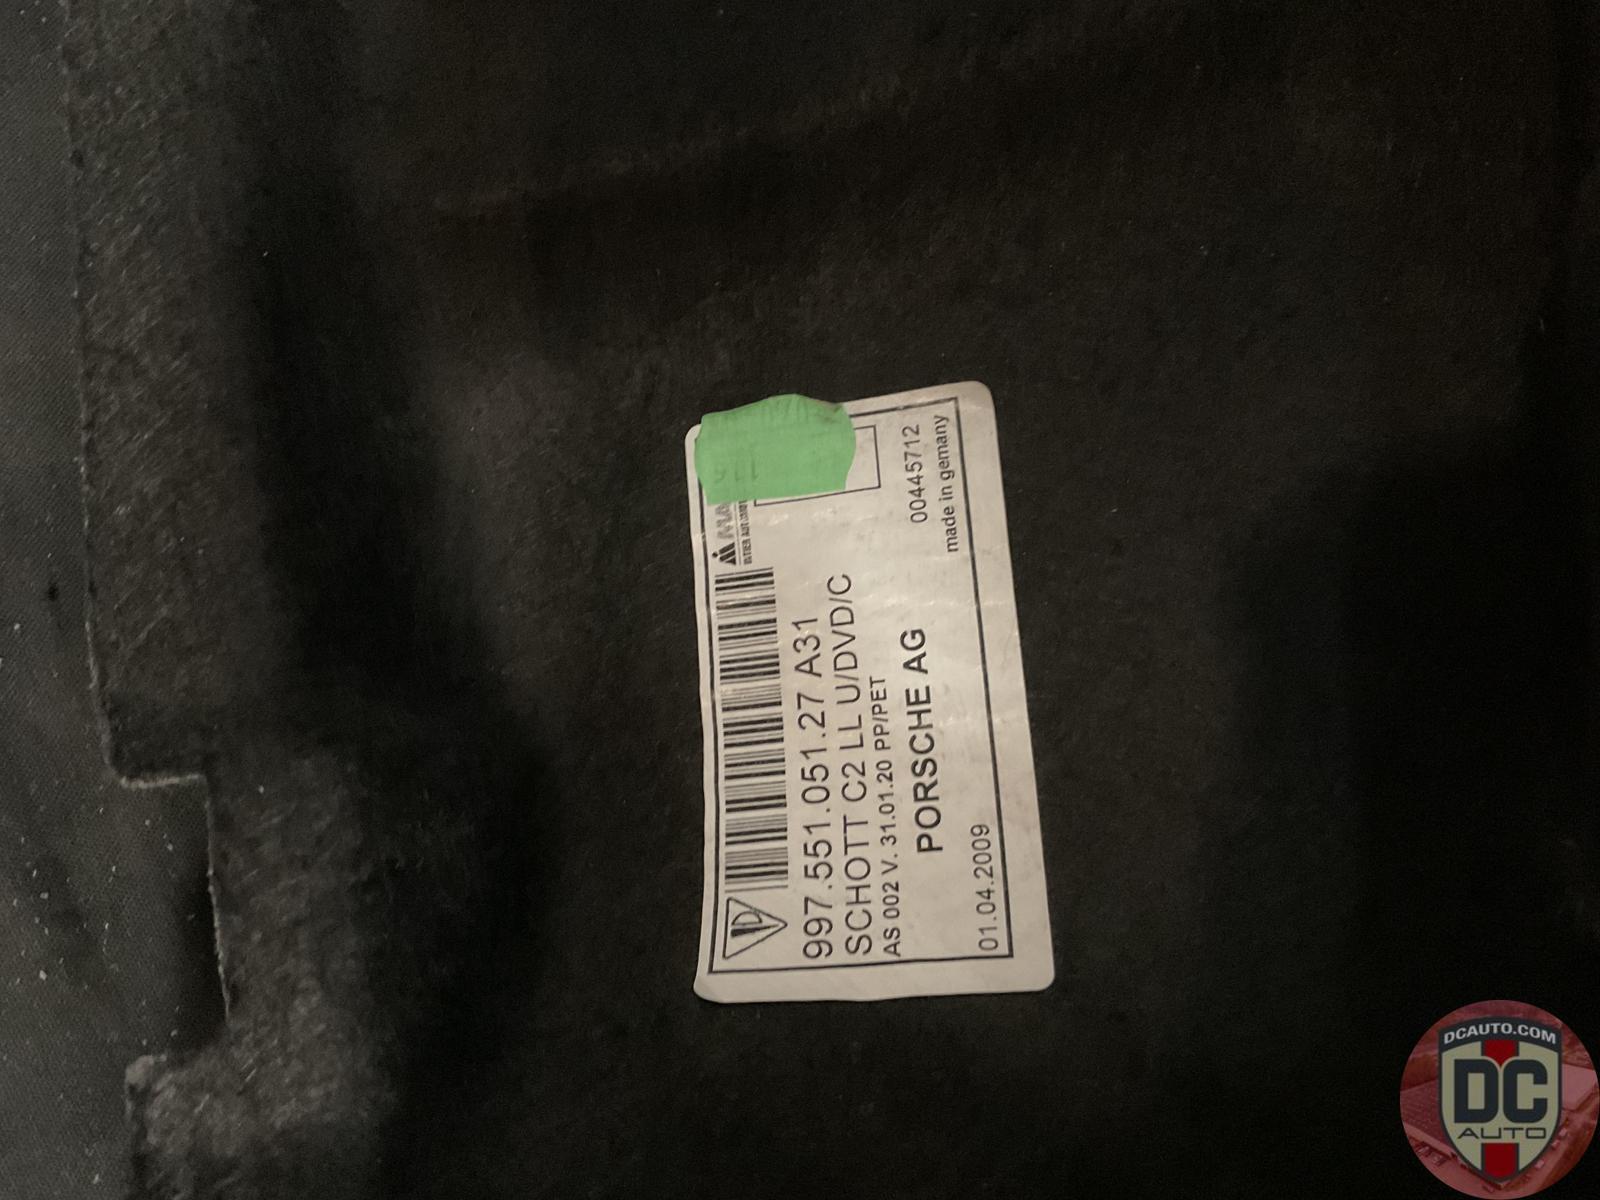 997.551.051.27 A31
SCHOTT C2 LL U/DVD/C
AS 002 V. 31.01.20 PP/PET
PORSCHE AG
00445712
made in gemany
01.04.2009
DCAUTO.COM
DC
AUTO